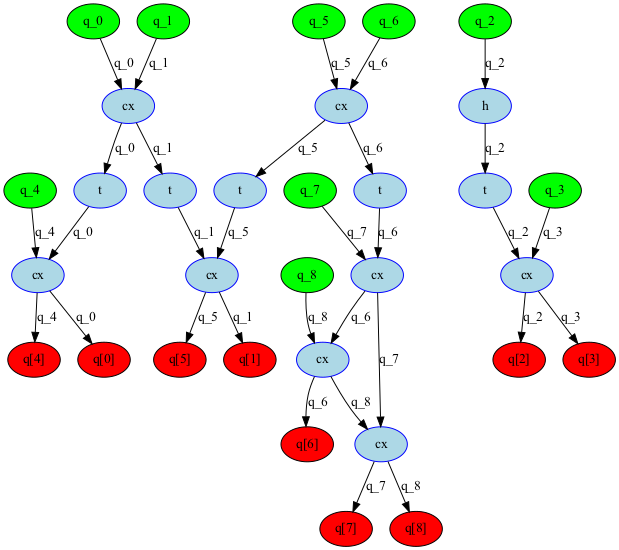 q_0 q_1 q_5 q_6 q_2
q_0 q_1 q_5 q_6 q_2
cx cx h
q_0 q_1 q_5 q_6 q_2
q_4 t t t q_7 t t q_3
q_4 q_0 q_1 q_5 q_7 q_6 q_2 q_3
cx cx q_8 cx cx
q_4 q_0 q_5 q_1 q_8 q_6 q_2 q_3
q[4] q[0] q[5] q[1] cx q_7 q[2] q[3]
q_6 q_8
q[6] cx
q_7 q_8
q[7] q[8]